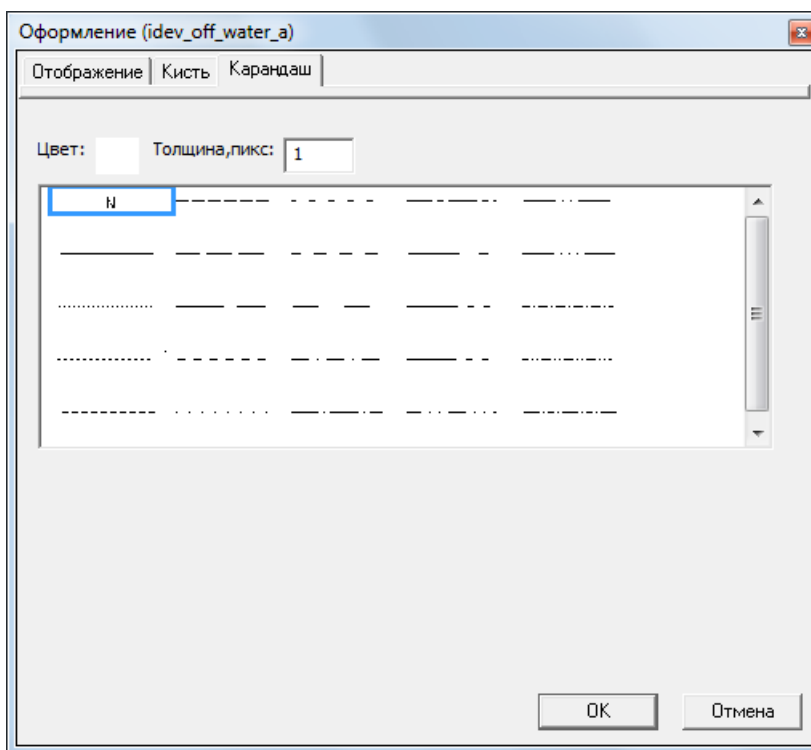 Оформление (idev_off_water_a)
Отображение Кисть Карандаш
Цвет: Толщина,пикс: 1
N
OK Отмена